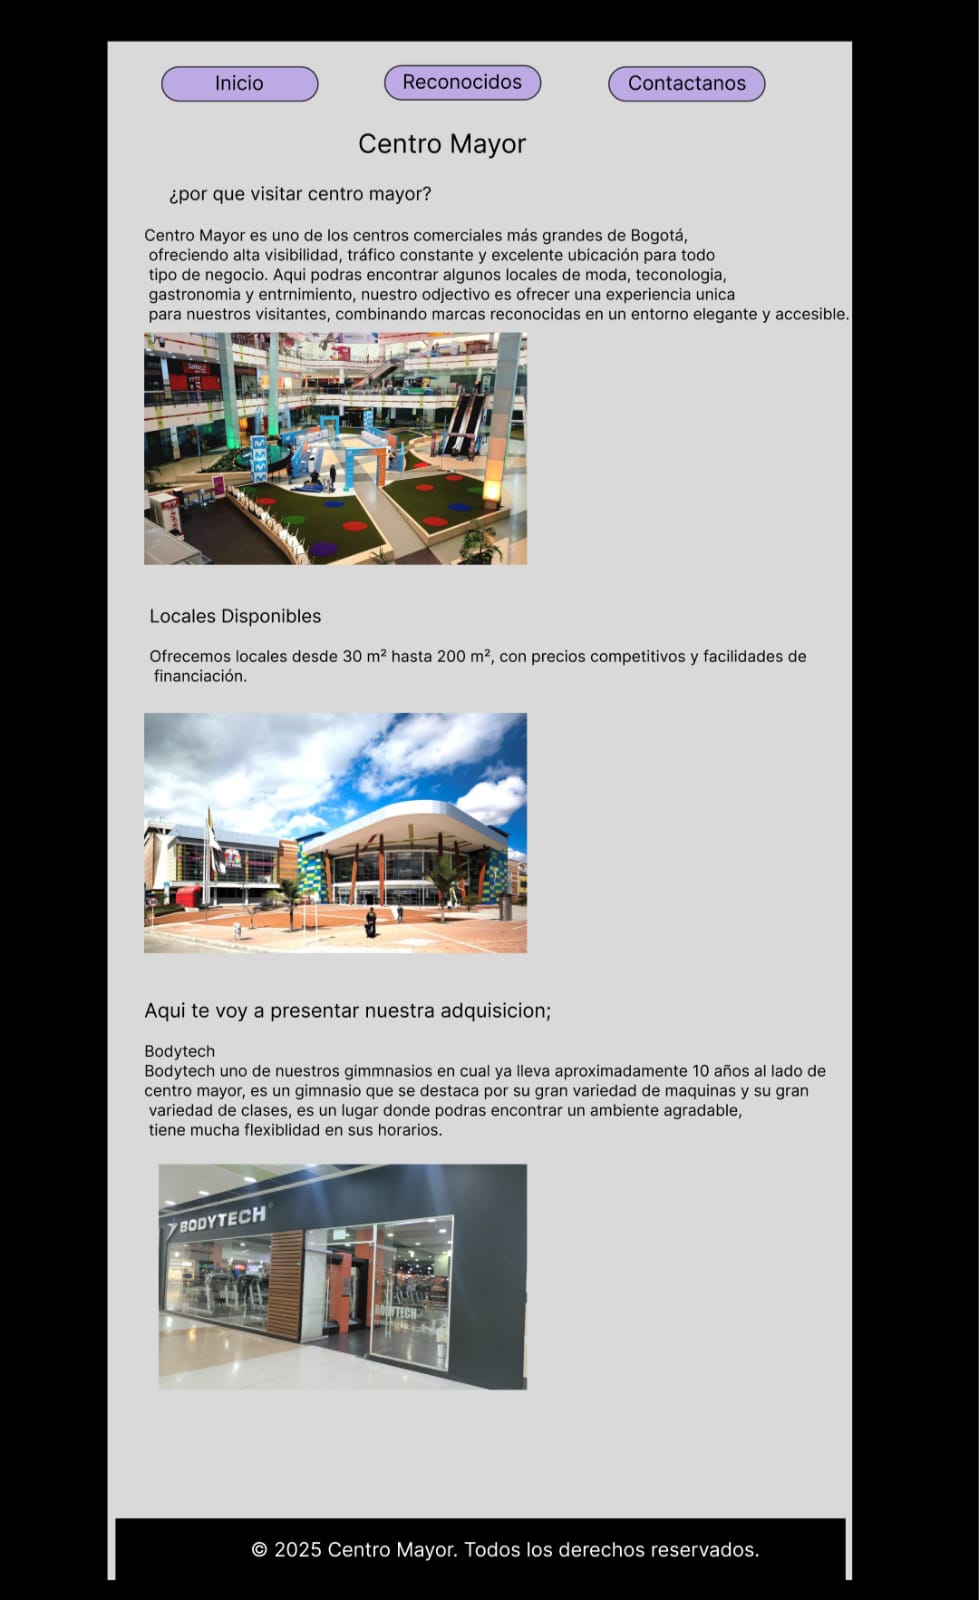 Inicio
Reconocidos
Contactanos
Centro Mayor
¿por que visitar centro mayor?
Centro Mayor es uno de los centros comerciales más grandes de Bogotá,
ofreciendo alta visibilidad, tráfico constante y excelente ubicación para todo
tipo de negocio. Aqui podras encontrar algunos locales de moda, teconologia,
gastronomia y entrnimiento, nuestro odjectivo es ofrecer una experiencia unica
para nuestros visitantes, combinando marcas reconocidas en un entorno elegante y accesible.
Locales Disponibles
Ofrecemos locales desde 30 m² hasta 200 m², con precios competitivos y facilidades de
financiación.
Aqui te voy a presentar nuestra adquisicion;
Bodytech
Bodytech uno de nuestros gimmnasios en cual ya lleva aproximadamente 10 años al lado de
centro mayor, es un gimnasio que se destaca por su gran variedad de maquinas y su gran
variedad de clases, es un lugar donde podras encontrar un ambiente agradable,
tiene mucha flexiblidad en sus horarios.
BODYTECH
BODYTECH
© 2025 Centro Mayor. Todos los derechos reservados.